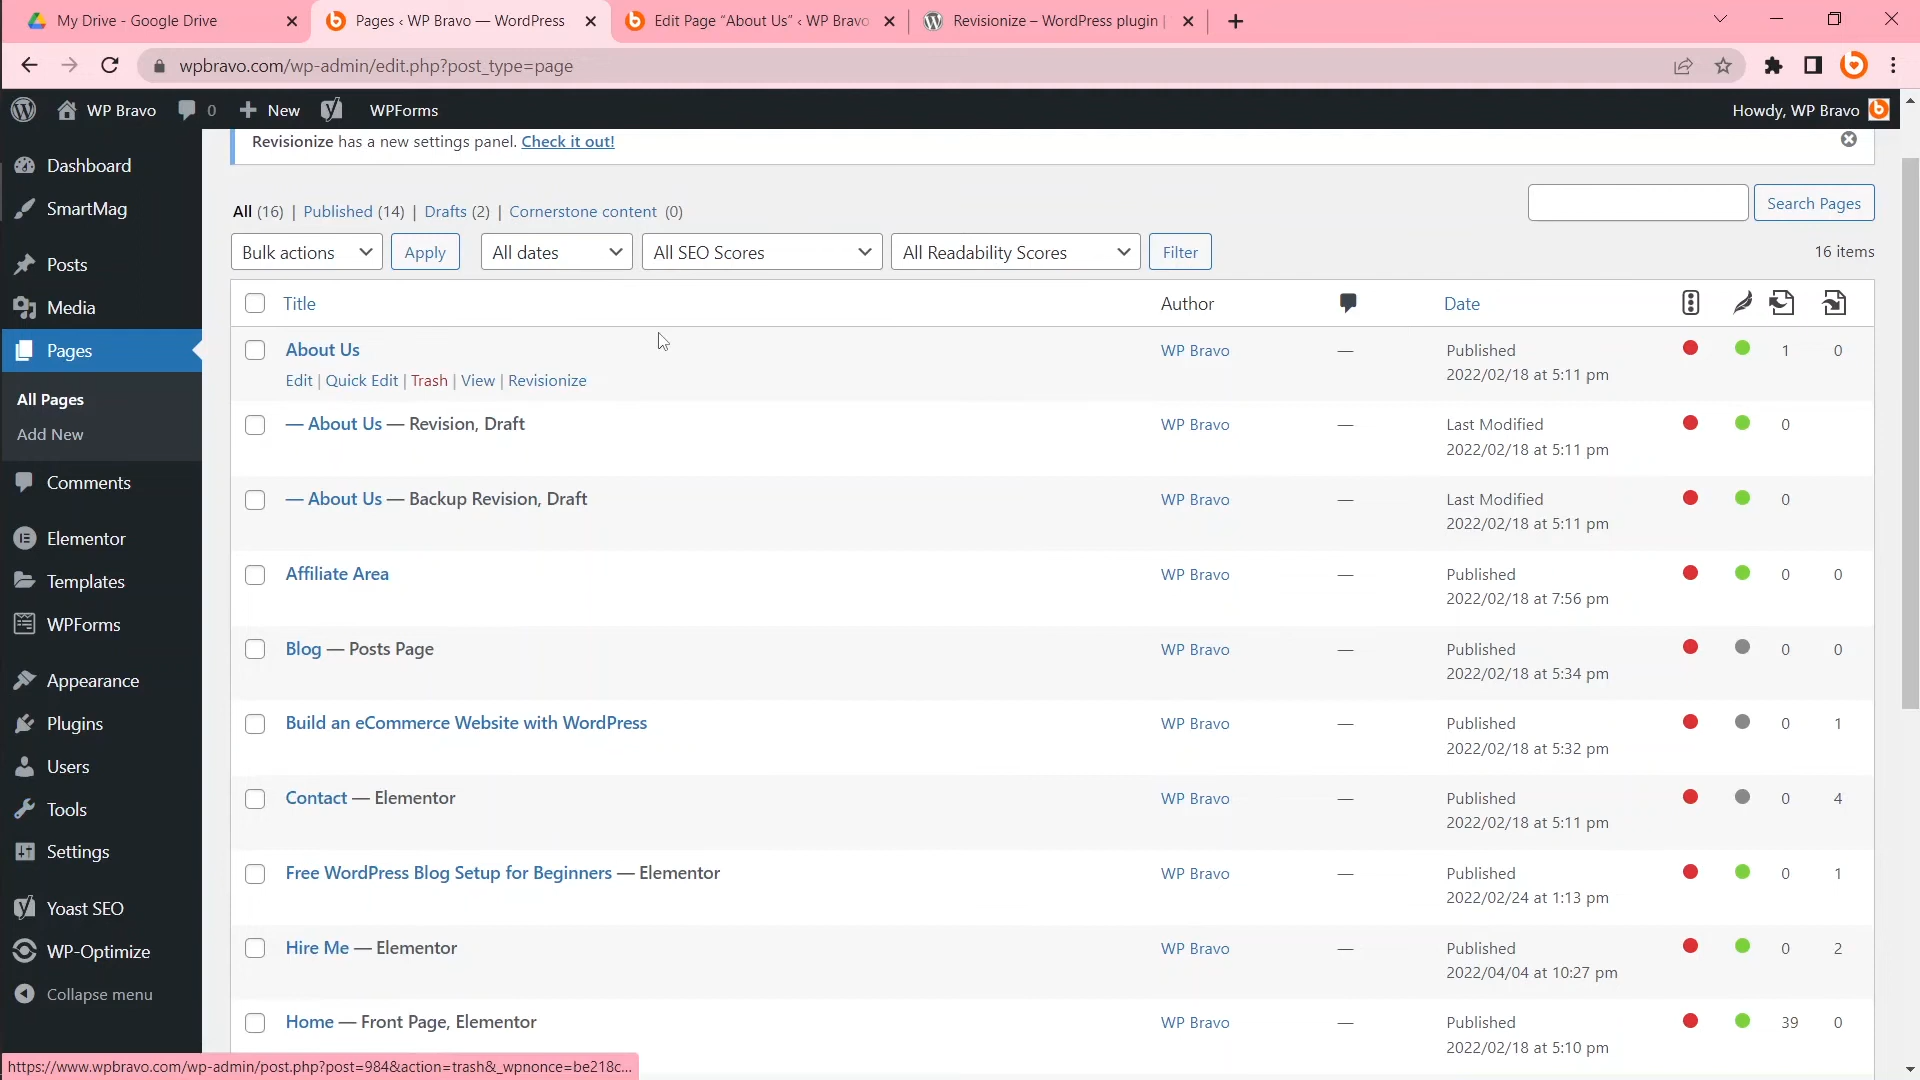 My Drive - Google Drive
Pages ‹ WP Bravo — WordPress
Edit Page “About Us” ‹ WP Bravo
Revisionize – WordPress plugin |
wpbravo.com/wp-admin/edit.php?post_type=page
WP Bravo
0
New
WPForms
Howdy, WP Bravo
Revisionize has a new settings panel. Check it out!
Dashboard
SmartMag
Posts
Media
Pages
All Pages
Add New
Comments
Elementor
Templates
WPForms
Appearance
Plugins
Users
Tools
Settings
Yoast SEO
WP-Optimize
Collapse menu
All (16) | Published (14) | Drafts (2) | Cornerstone content (0)
Search Pages
Bulk actions
Apply
All dates
All SEO Scores
All Readability Scores
Filter
16 items
Title
Author
Date
About Us
WP Bravo
—
Published
2022/02/18 at 5:11 pm
1
0
Edit | Quick Edit | Trash | View | Revisionize
— About Us — Revision, Draft
WP Bravo
—
Last Modified
2022/02/18 at 5:11 pm
0
— About Us — Backup Revision, Draft
WP Bravo
—
Last Modified
2022/02/18 at 5:11 pm
0
Affiliate Area
WP Bravo
—
Published
2022/02/18 at 7:56 pm
0
0
Blog — Posts Page
WP Bravo
—
Published
2022/02/18 at 5:34 pm
0
0
Build an eCommerce Website with WordPress
WP Bravo
—
Published
2022/02/18 at 5:32 pm
0
1
Contact — Elementor
WP Bravo
—
Published
2022/02/18 at 5:11 pm
0
4
Free WordPress Blog Setup for Beginners — Elementor
WP Bravo
—
Published
2022/02/24 at 1:13 pm
0
1
Hire Me — Elementor
WP Bravo
—
Published
2022/04/04 at 10:27 pm
0
2
Home — Front Page, Elementor
WP Bravo
—
Published
2022/02/18 at 5:10 pm
39
0
https://www.wpbravo.com/wp-admin/post.php?post=984&action=trash&_wpnonce=be218c...